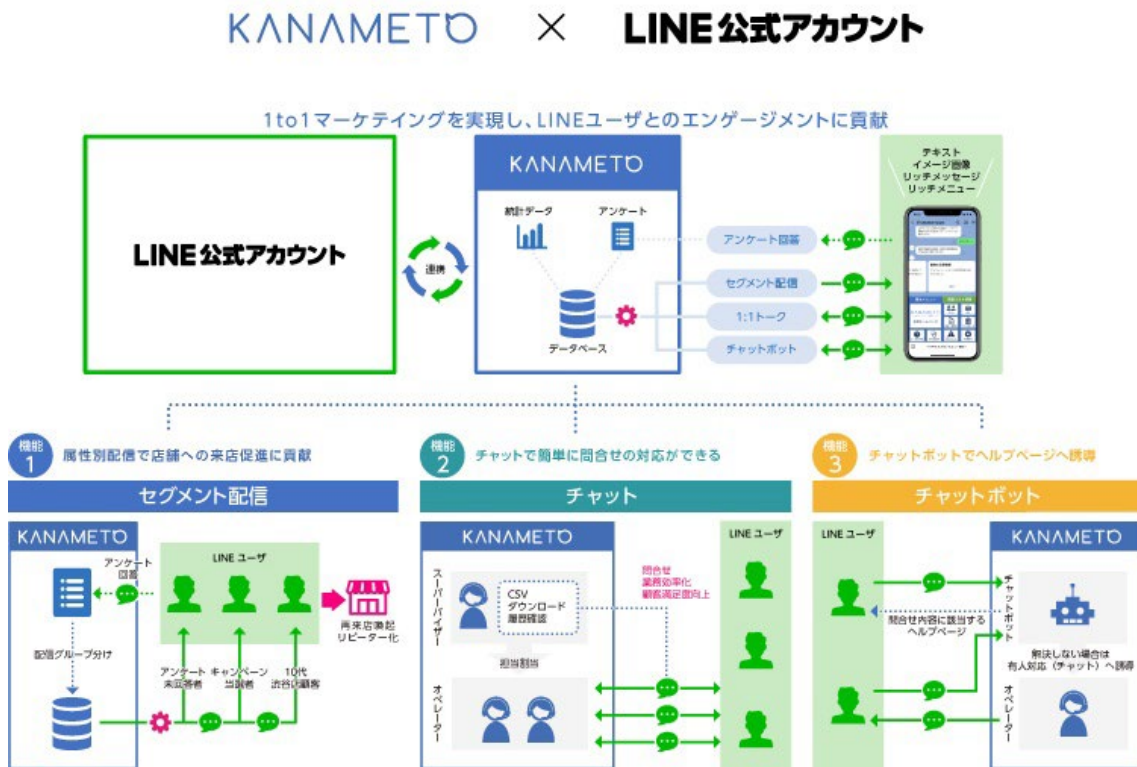 KANAMETO × LINE公式アカウント
1to1マーケテイングを実現し、LINEユーザとのエンゲージメントに貢献
LINE公式アカウント
連携
KANAMETO
統計データ
アンケート
データベース
アンケート回答
セグメント配信
1:1トーク
チャットボット
テキスト
イメージ画像
リッチメッセージ
リッチメニュー
機能
1
属性別配信で店舗への来店促進に貢献
セグメント配信
KANAMETO
アンケート
回答
LINE ユーザ
再来店喚起
リピーター化
配信グループ分け
アンケート
未回答者
キャンペーン
当選者
10代
渋谷店顧客
機能
2
チャットで簡単に問合せの対応ができる
チャット
KANAMETO
LINE ユーザ
スーパーバイザー
CSV
ダウンロード
履歴確認
問合せ
業務効率化
顧客満足度向上
担当割当
オペレーター
機能
3
チャットボットでヘルプページへ誘導
チャットボット
LINE ユーザ
KANAMETO
チャットボット
問合せ内容に該当する
ヘルプページ
解決しない場合は
有人対応（チャット）へ誘導
オペレーター